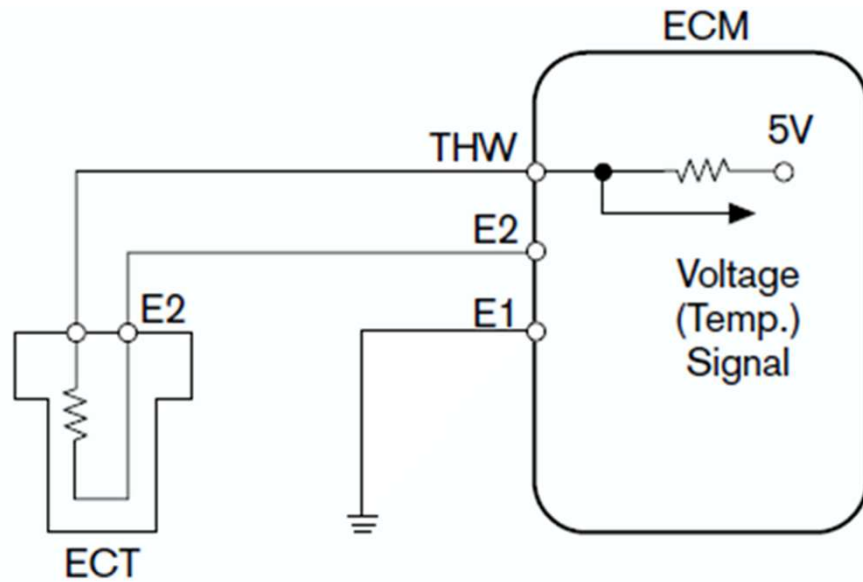 ECM
5V
THW
E2
Voltage
(Temp.)
Signal
E2
E1
ECT